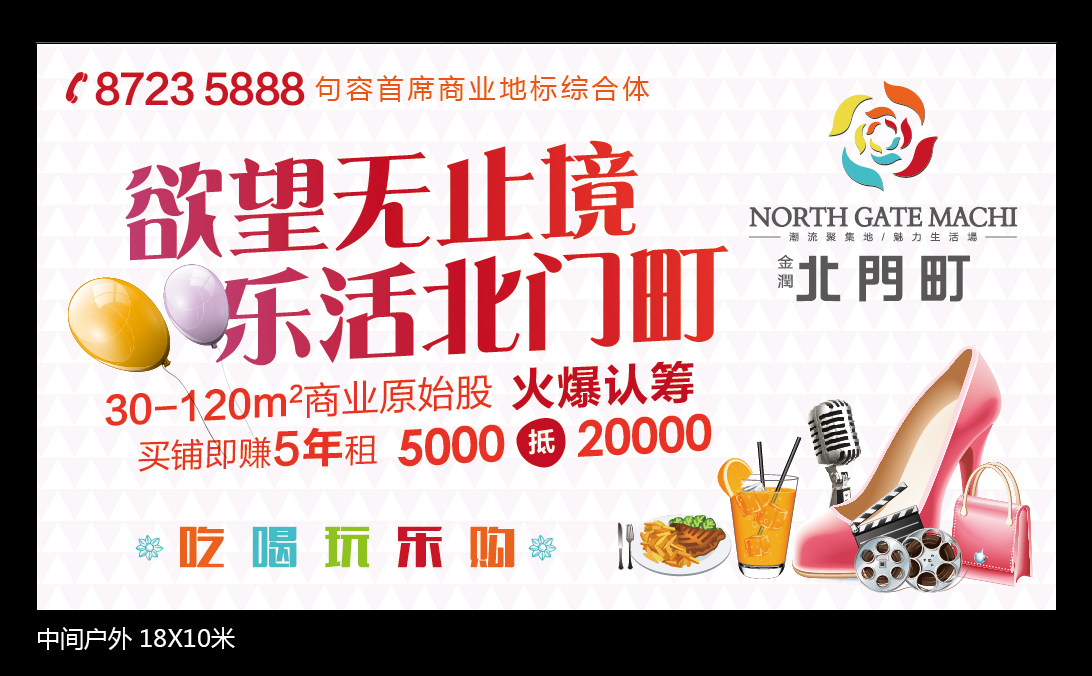 8723 5888 句容首席商业地标综合体
欲望无止境
乐活北门町
30-120m²商业原始股 火爆认筹
买铺即赚5年租 5000 抵 20000
吃喝玩乐购
NORTH GATE MACHI
潮流聚集地/魅力生活場
金潤 北門町
中间户外 18X10米